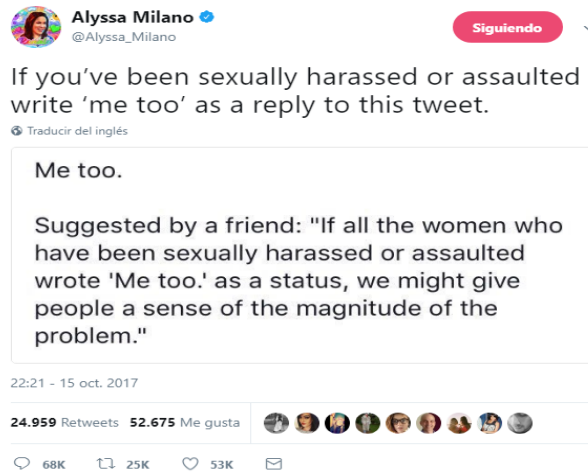 Alyssa Milano
@Alyssa_Milano
Siguiendo
If you've been sexually harassed or assaulted
write 'me too' as a reply to this tweet.
Traducir del inglés
Me too.
Suggested by a friend: "If all the women who
have been sexually harassed or assaulted
wrote 'Me too.' as a status, we might give
people a sense of the magnitude of the
problem."
22:21 - 15 oct. 2017
24.959 Retweets 52.675 Me gusta
68K 25K 53K